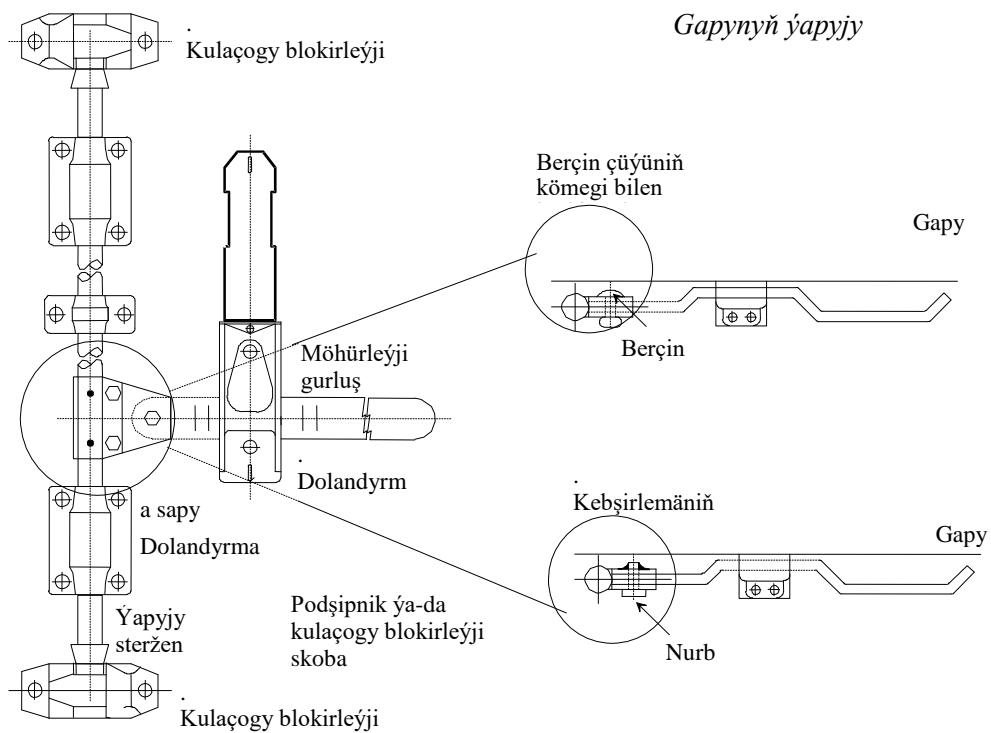 Gapynyň ýapyjy
.
Kulaçogy blokirleýji
Berçin çüýüniň
kömegi bilen
Gapy
Berçin
Möhürleýji
gurluş
.
Dolandyrm
.
Kebşirlemäniň
Gapy
a sapy
Dolandyrma
Podşipnik ýa-da
kulaçogy blokirleýji
skoba
Ýapyjy
steržen
Nurb
.
Kulaçogy blokirleýji